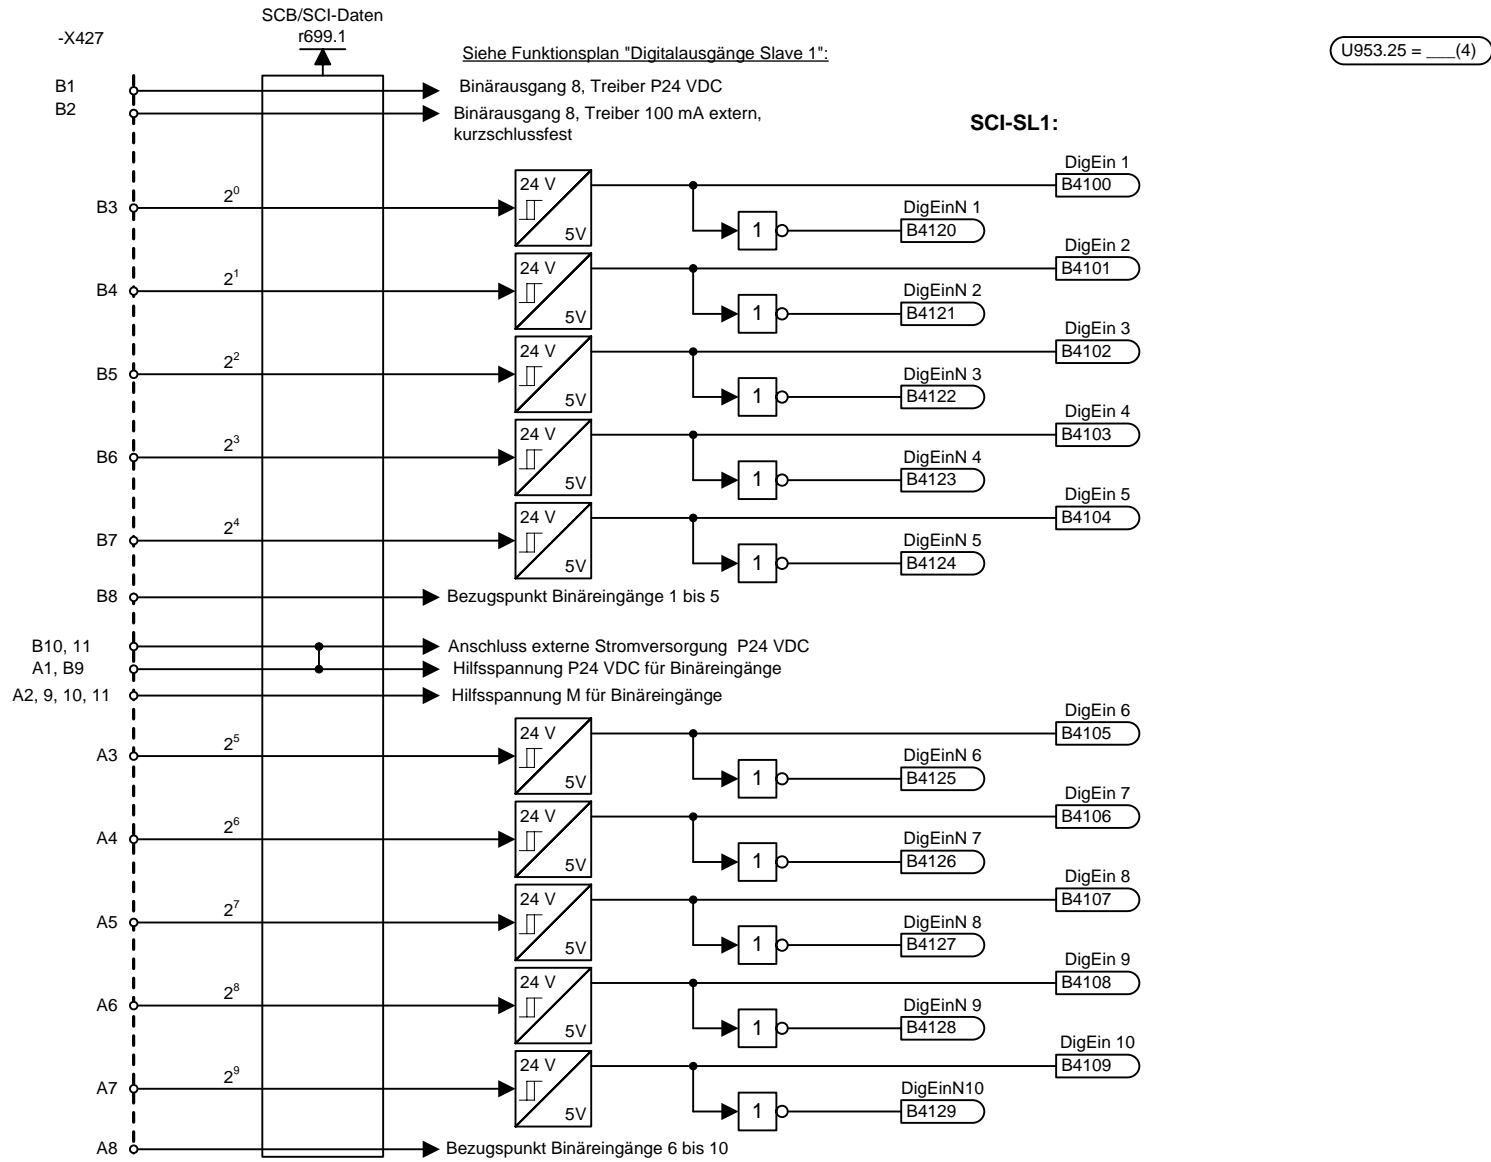 SCB/SCI-Daten
-X427
r699.1
Siehe Funktionsplan "Digitalausgänge Slave 1":
U953.25 = ___(4)
B1
Binärausgang 8, Treiber P24 VDC
B2
Binärausgang 8, Treiber 100 mA extern,
kurzschlussfest
SCI-SL1:
DigEin 1
24 V
B4100
B3
2⁰
DigEinN 1
5V
1
B4120
DigEin 2
24 V
B4101
B4
2¹
DigEinN 2
5V
1
B4121
DigEin 3
24 V
B4102
B5
2²
DigEinN 3
5V
1
B4122
DigEin 4
24 V
B4103
B6
2³
DigEinN 4
5V
1
B4123
DigEin 5
24 V
B4104
B7
2⁴
DigEinN 5
5V
1
B4124
B8
Bezugspunkt Binäreingänge 1 bis 5
B10, 11
Anschluss externe Stromversorgung P24 VDC
A1, B9
Hilfsspannung P24 VDC für Binäreingänge
A2, 9, 10, 11
Hilfsspannung M für Binäreingänge
DigEin 6
24 V
B4105
A3
2⁵
DigEinN 6
5V
1
B4125
DigEin 7
24 V
B4106
A4
2⁶
DigEinN 7
5V
1
B4126
DigEin 8
24 V
B4107
A5
2⁷
DigEinN 8
5V
1
B4127
DigEin 9
24 V
B4108
A6
2⁸
DigEinN 9
5V
1
B4128
DigEin 10
24 V
B4109
A7
2⁹
DigEinN10
5V
1
B4129
A8
Bezugspunkt Binäreingänge 6 bis 10